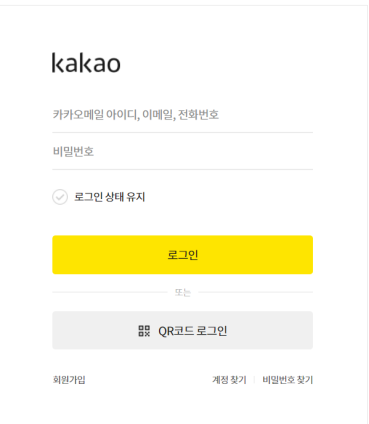 kakao
카카오메일 아이디, 이메일, 전화번호
비밀번호
로그인 상태 유지
로그인
또는
QR코드 로그인
회원가입 계정 찾기 비밀번호 찾기